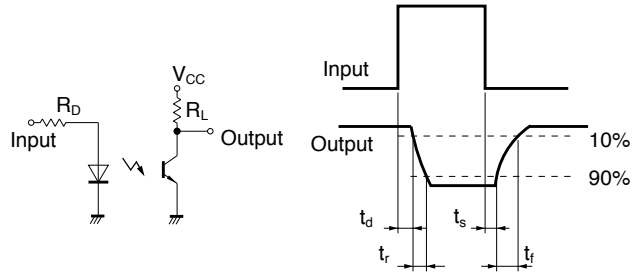 V_CC
R_D
R_L
Input
Output
Input
Output
10%
90%
t_d
t_s
t_r
t_f